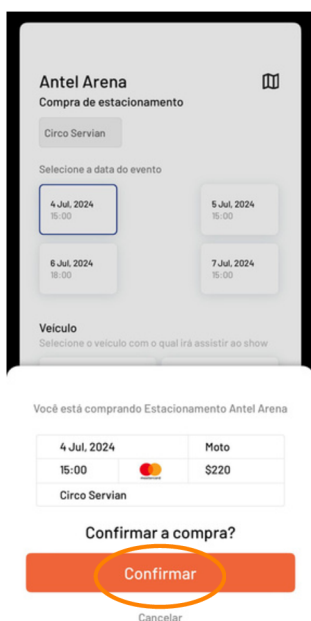 Antel Arena
Compra de estacionamento
Circo Servian
Selecione a data do evento
4 Jul, 2024
15:00
5 Jul, 2024
15:00
6 Jul, 2024
18:00
7 Jul, 2024
15:00
Veículo
Selecione o veículo com o qual irá assistir ao show
Você está comprando Estacionamento Antel Arena
4 Jul, 2024 Moto
15:00 mastercard $220
Circo Servian
Confirmar a compra?
Confirmar
Cancelar